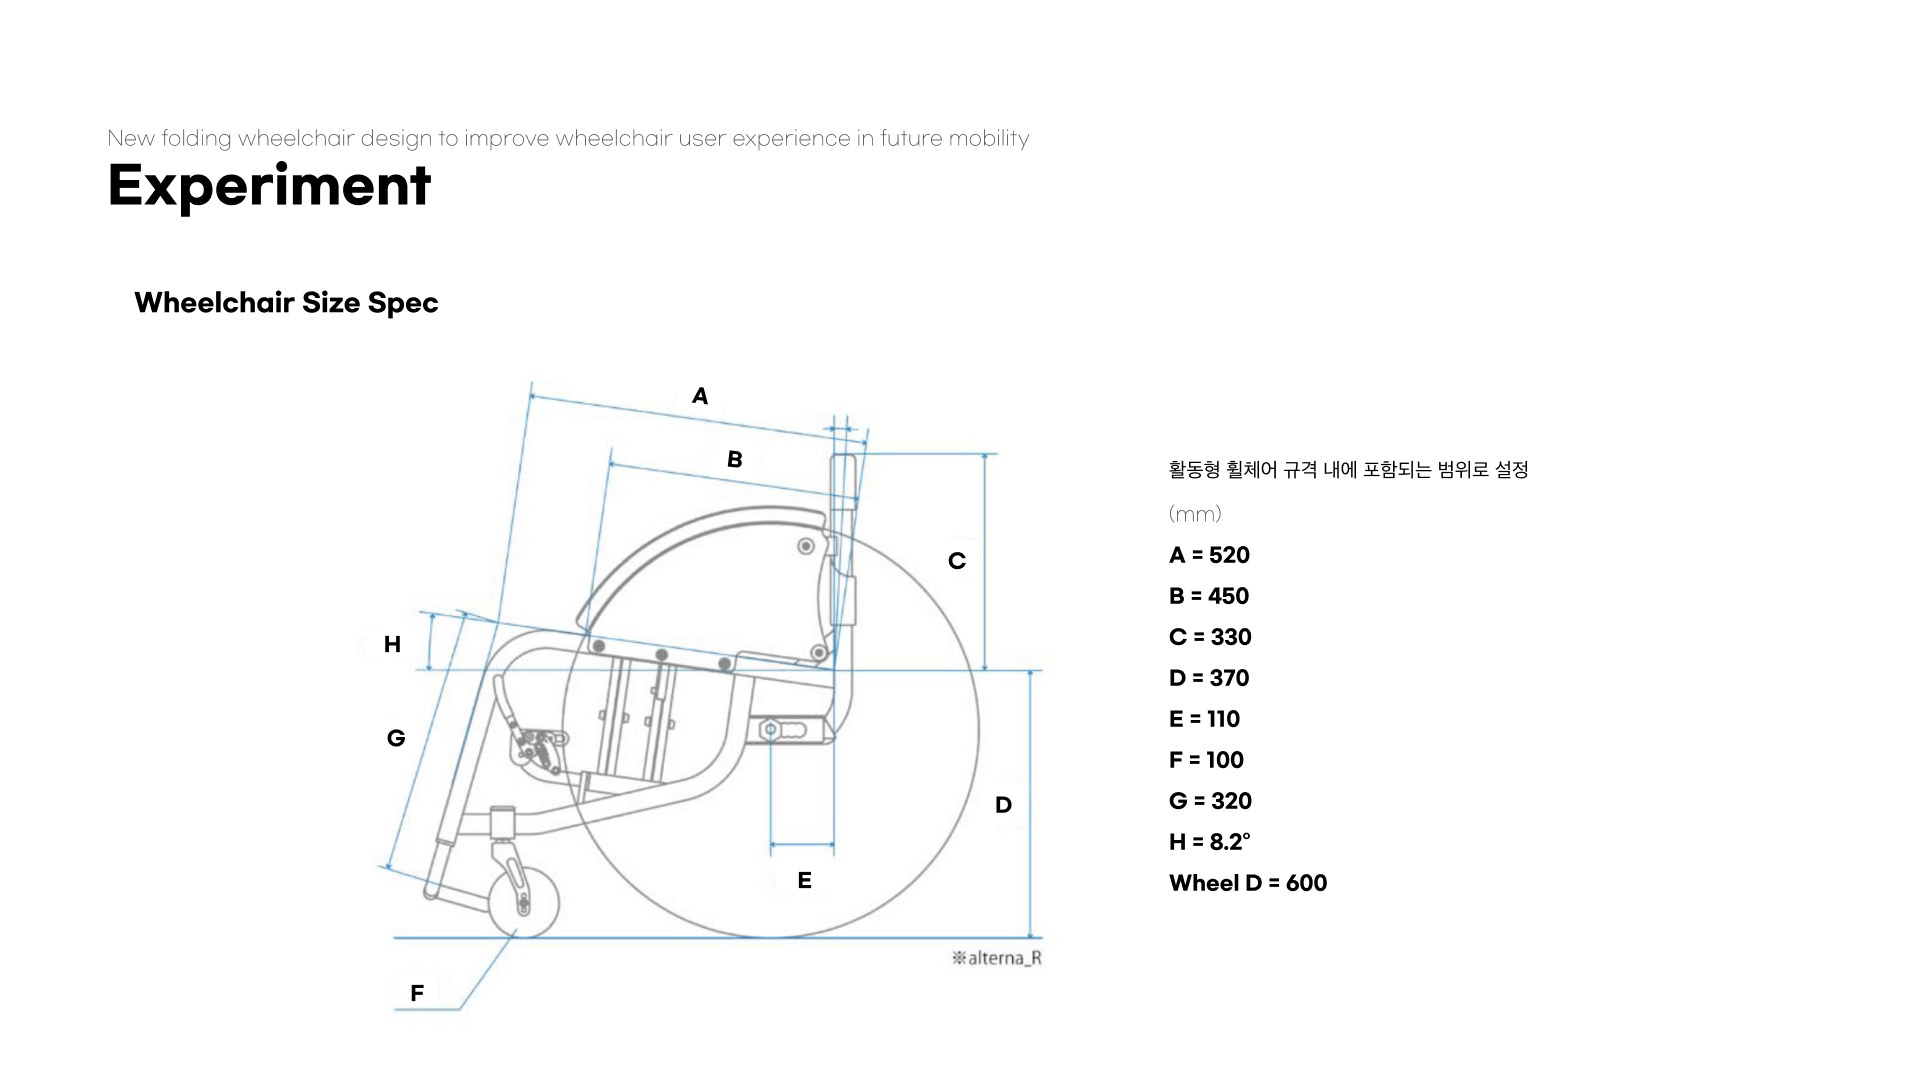 New folding wheelchair design to improve wheelchair user experience in future mobility
Experiment
Wheelchair Size Spec
A
B
C
H
G
D
E
F
※alterna_R
활동형 휠체어 규격 내에 포함되는 범위로 설정
(mm)
A = 520
B = 450
C = 330
D = 370
E = 110
F = 100
G = 320
H = 8.2°
Wheel D = 600